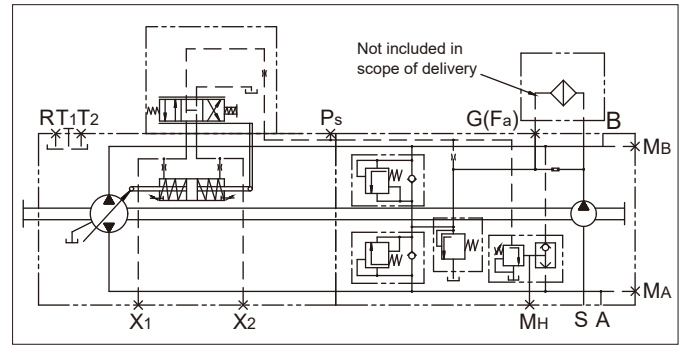 Not included in
scope of delivery
R T1 T2
Ps
G(Fa)
B
MB
MA
X1
X2
MH
S
A